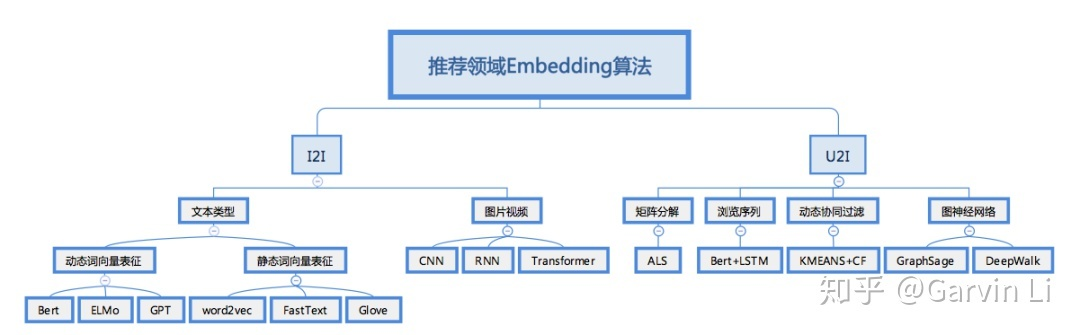 推荐领域Embedding算法
I2I
U2I
文本类型
图片视频
矩阵分解
浏览序列
动态协同过滤
图神经网络
动态词向量表征
静态词向量表征
CNN
RNN
Transformer
ALS
Bert+LSTM
KMEANS+CF
GraphSage
DeepWalk
Bert
ELMo
GPT
word2vec
FastText
Glove
知乎 @Garvin Li